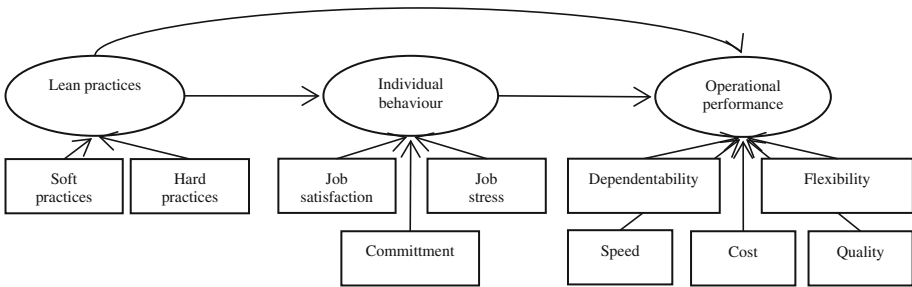 Lean practices
Individual
behaviour
Operational
performance
Soft
practices
Hard
practices
Job
satisfaction
Job
stress
Dependentability
Flexibility
Committment
Speed
Cost
Quality